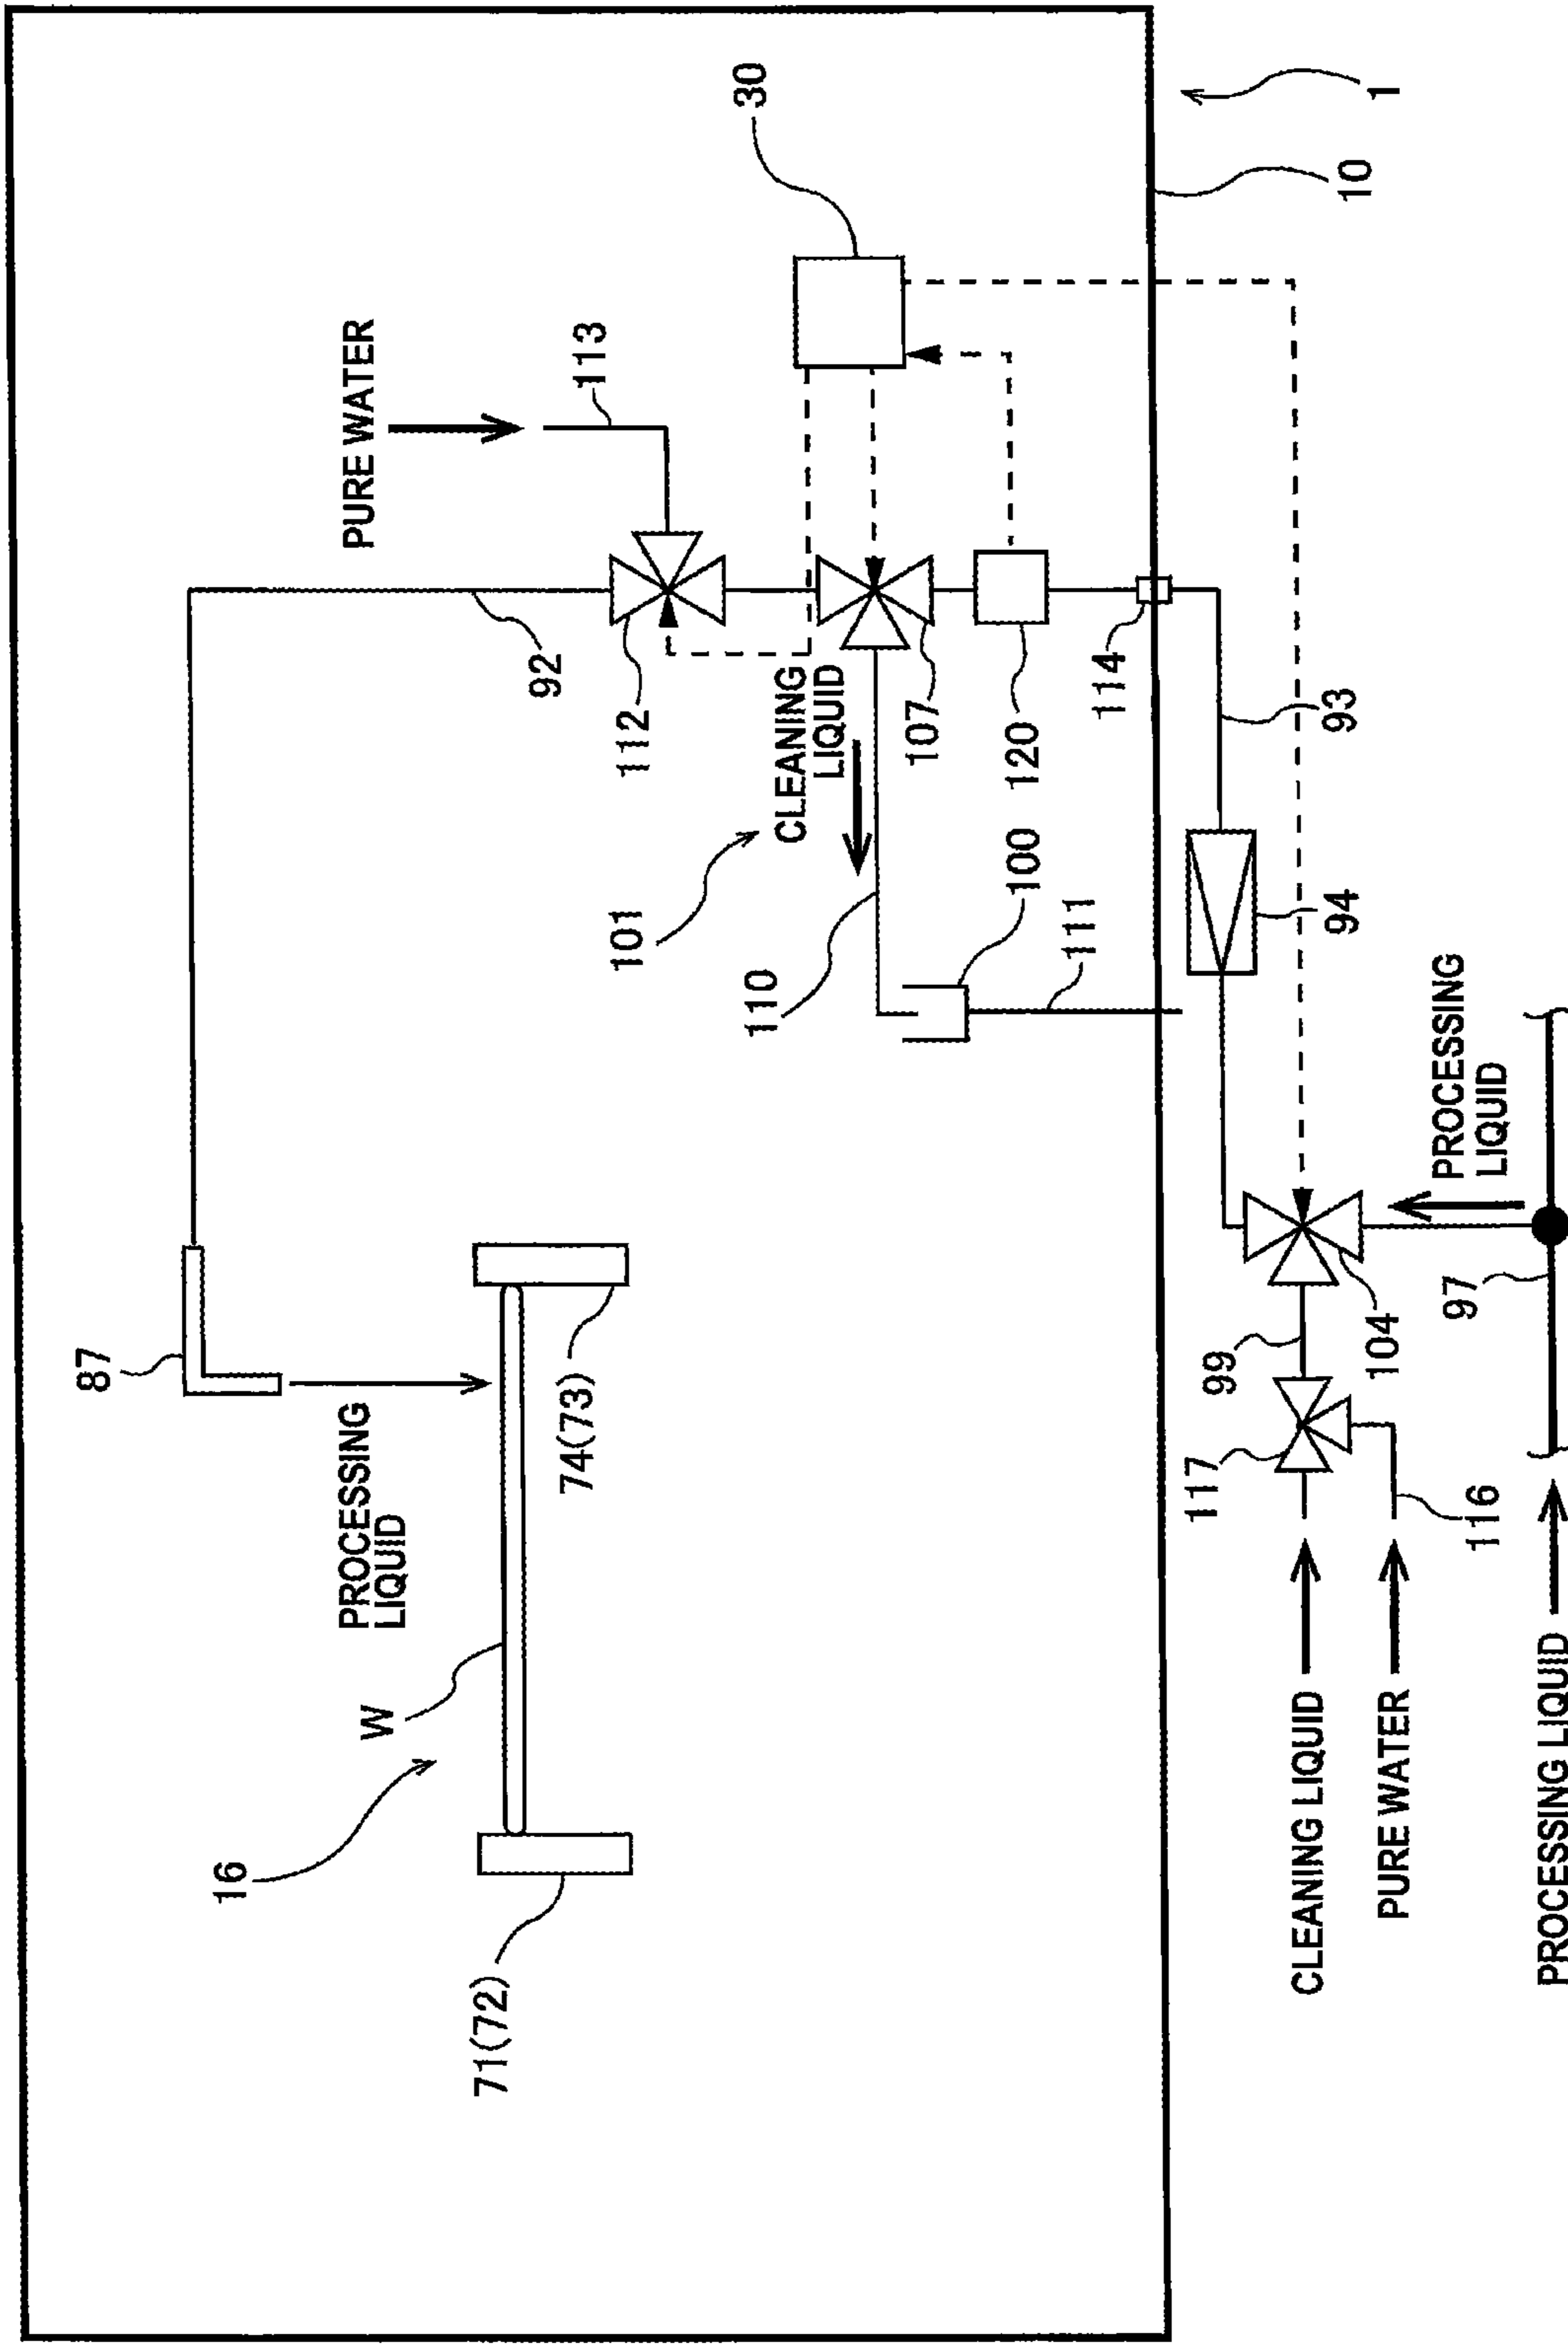 1
10
30
PURE WATER
113
92
112
CLEANING
LIQUID
107
120
114
93
101
110
100
111
94
PROCESSING
LIQUID
87
PROCESSING
LIQUID
74(73)
W
16
71(72)
99
104
97
117
116
CLEANING LIQUID
PURE WATER
PROCESSING LIQUID